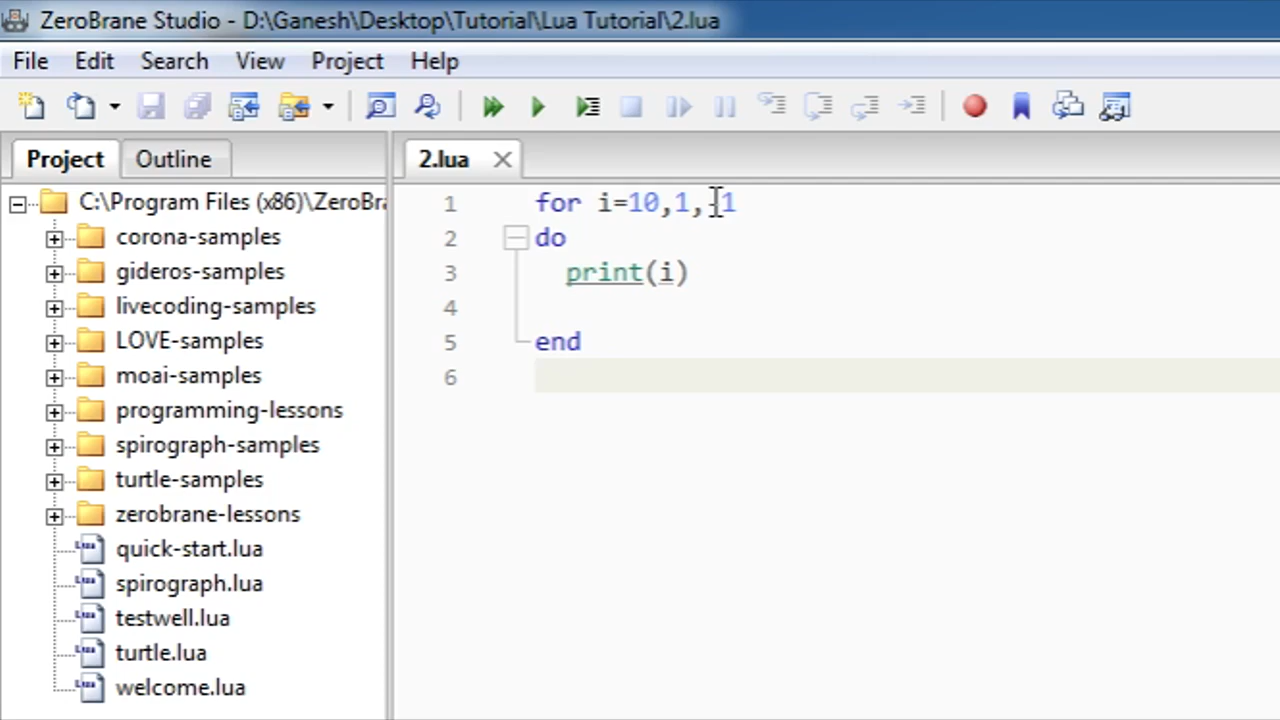 ZeroBrane Studio - D:\Ganesh\Desktop\Tutorial\Lua Tutorial\2.lua
File Edit Search View Project Help
Project Outline
2.lua
C:\Program Files (x86)\ZeroBra
corona-samples
gideros-samples
livecoding-samples
LOVE-samples
moai-samples
programming-lessons
spirograph-samples
turtle-samples
zerobrane-lessons
quick-start.lua
spirograph.lua
testwell.lua
turtle.lua
welcome.lua
1 for i=10,1,-1
2 do
3 print(i)
4
5 end
6